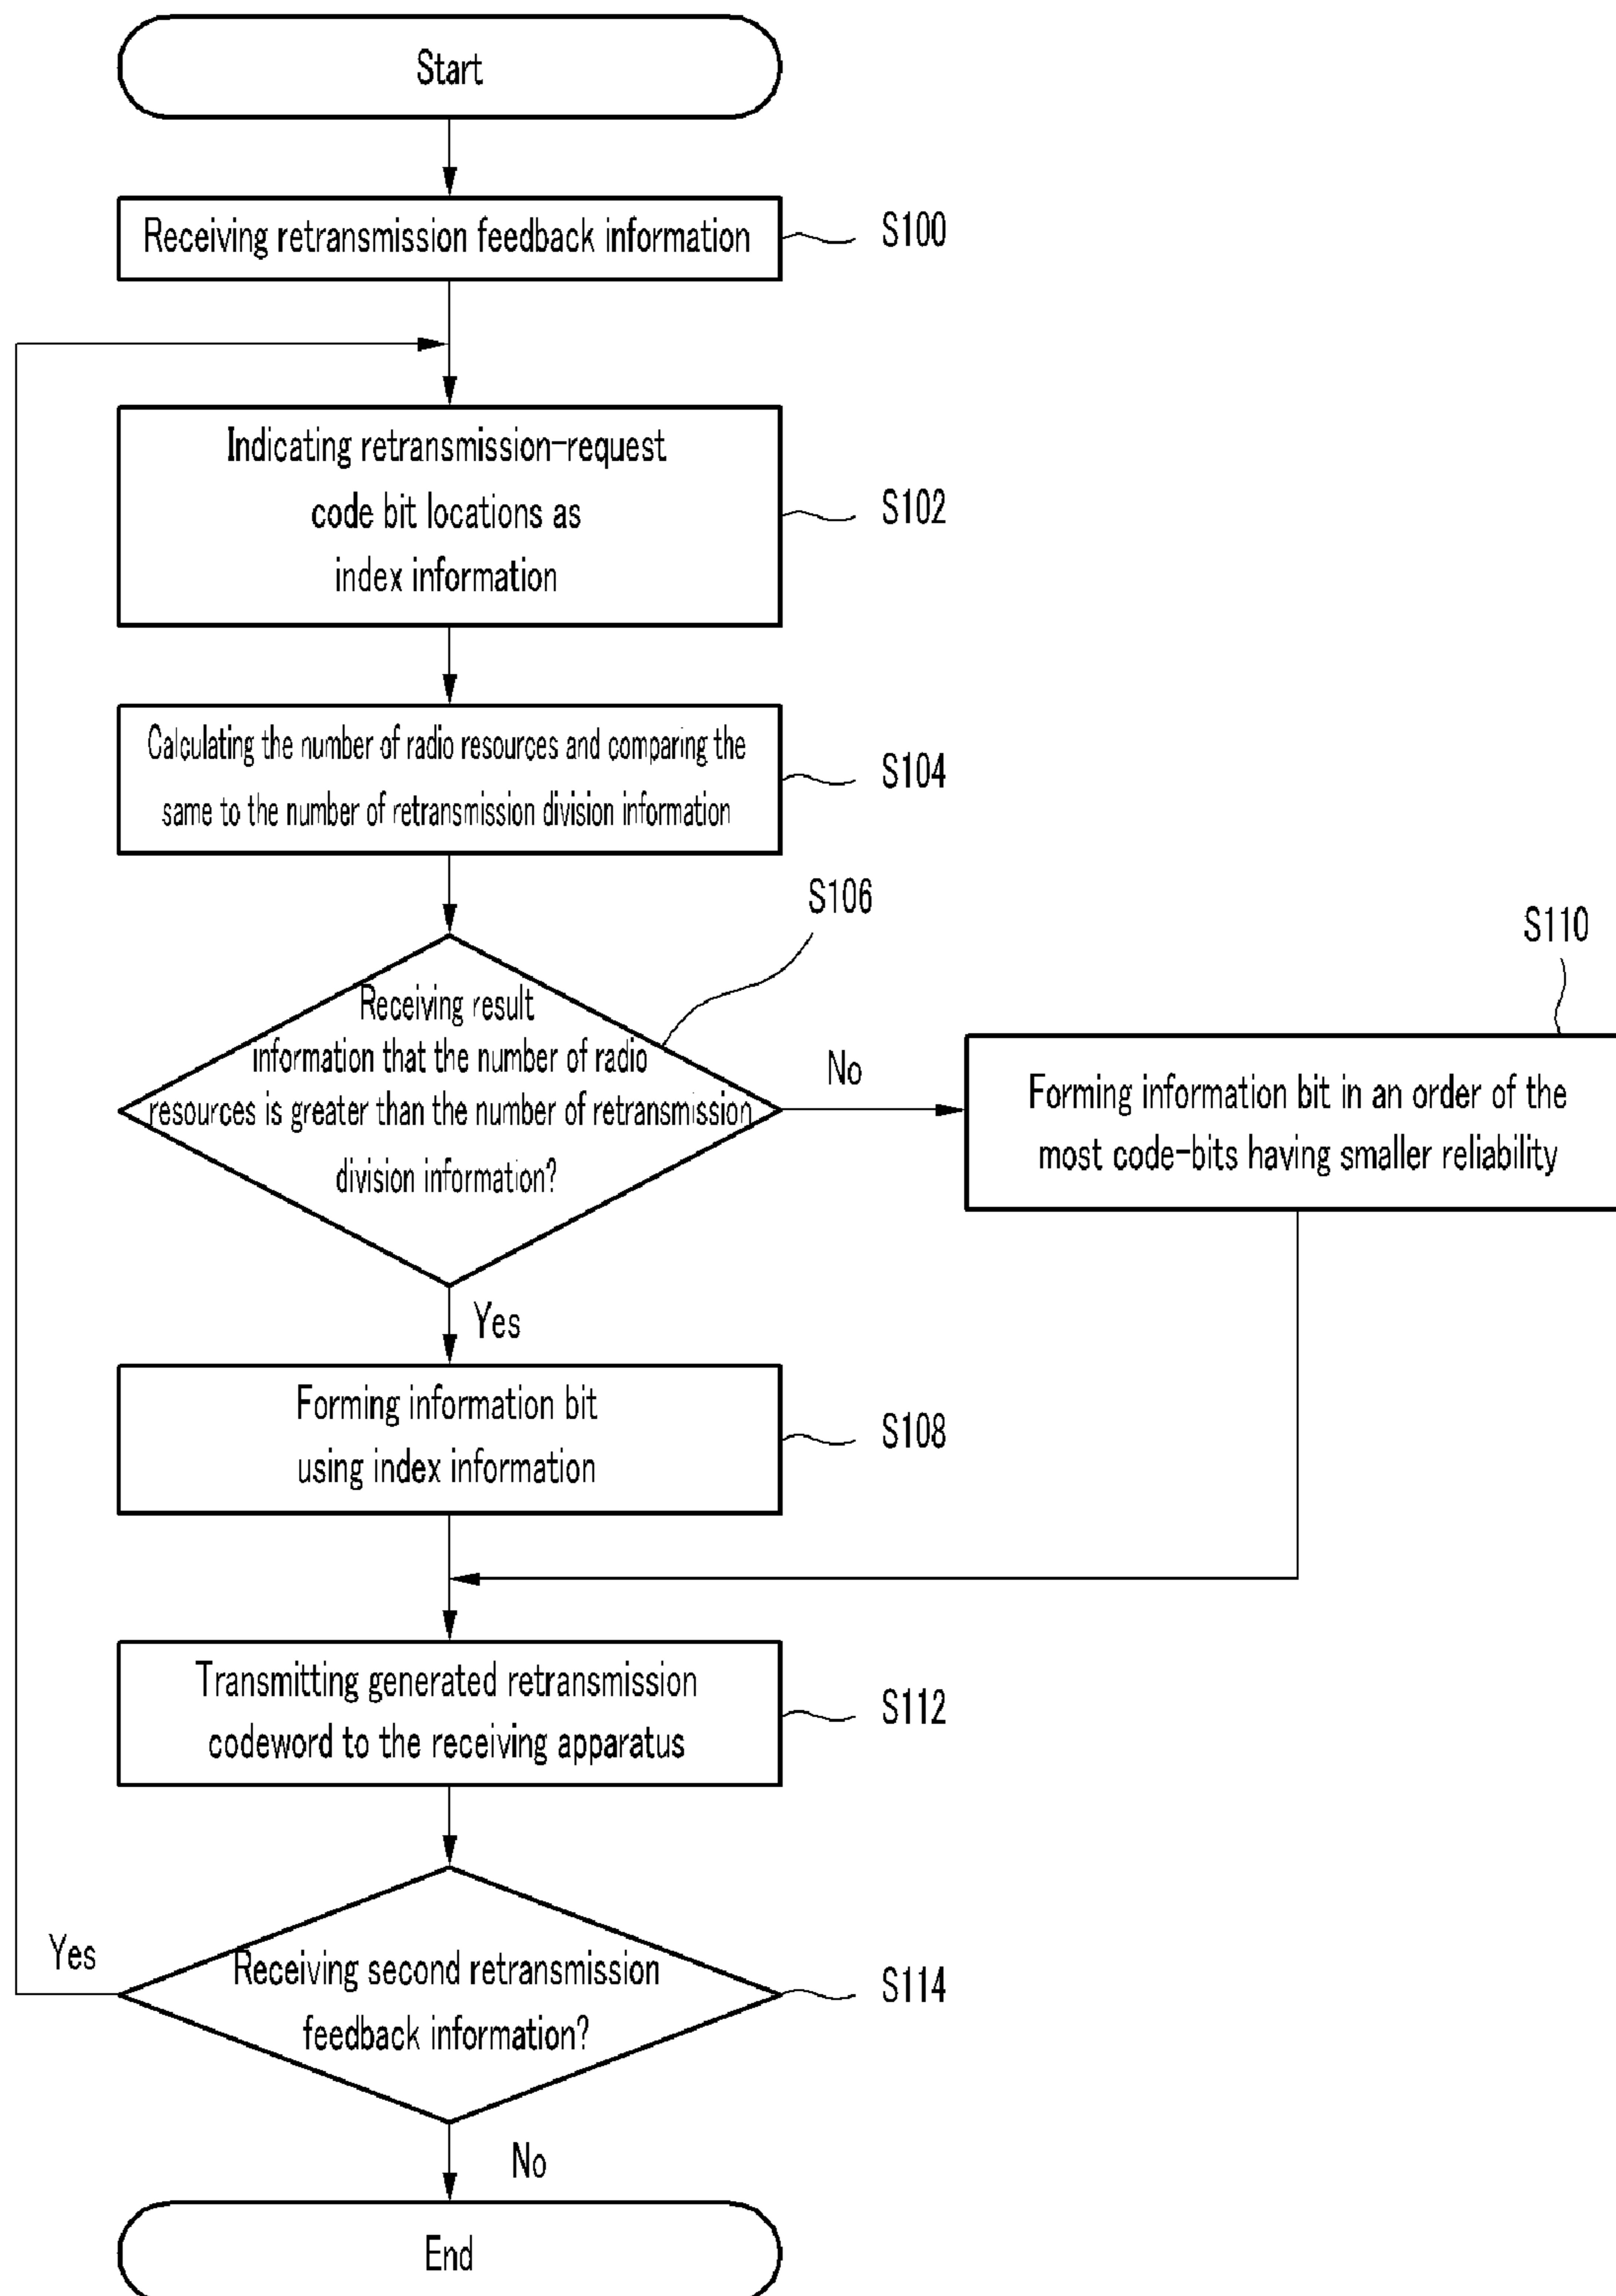 Start
Receiving retransmission feedback information
S100
Indicating retransmission-request
code bit locations as
index information
S102
Calculating the number of radio resources and comparing the
same to the number of retransmission division information
S104
S106
Receiving result
information that the number of radio
resources is greater than the number of retransmission
division information?
No
S110
Forming information bit in an order of the
most code-bits having smaller reliability
Yes
Forming information bit
using index information
S108
Transmitting generated retransmission
codeword to the receiving apparatus
S112
Yes
Receiving second retransmission
feedback information?
S114
No
End